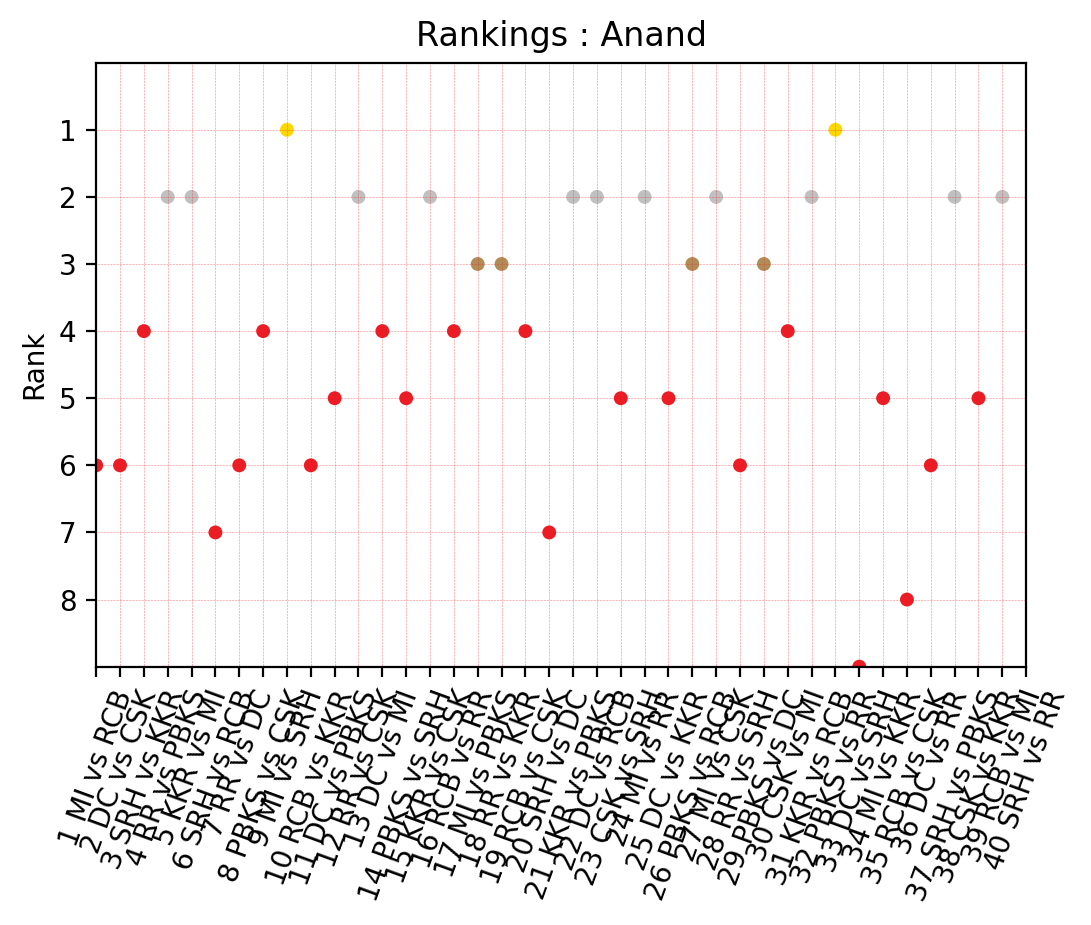 Rankings : Anand
Rank
1
2
3
4
5
6
7
8
1 MI vs RCB
2 DC vs CSK
3 SRH vs KKR
4 RR vs PBKS
5 KKR vs MI
6 SRH vs RCB
7 RR vs DC
8 PBKS vs CSK
9 MI vs SRH
10 RCB vs KKR
11 DC vs PBKS
12 RR vs CSK
13 DC vs MI
14 PBKS vs SRH
15 KKR vs CSK
16 RCB vs RR
17 MI vs PBKS
18 RR vs KKR
19 RCB vs CSK
20 SRH vs DC
21 KKR vs PBKS
22 DC vs RCB
23 CSK vs SRH
24 MI vs RR
25 DC vs KKR
26 PBKS vs RCB
27 MI vs CSK
28 RR vs SRH
29 PBKS vs DC
30 CSK vs MI
31 KKR vs RCB
32 PBKS vs RR
33 DC vs SRH
34 MI vs KKR
35 RCB vs CSK
36 DC vs RR
37 SRH vs PBKS
38 CSK vs KKR
39 RCB vs MI
40 SRH vs RR